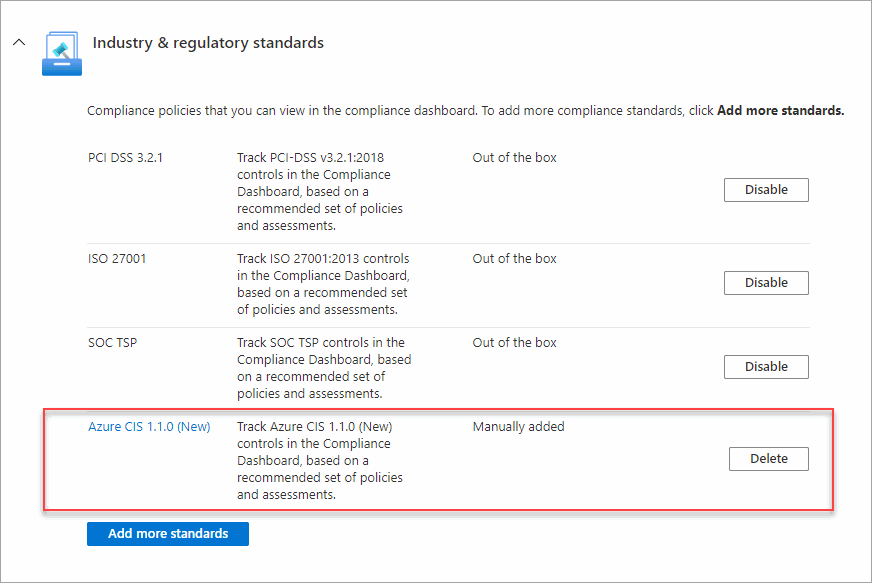 Industry & regulatory standards
Compliance policies that you can view in the compliance dashboard. To add more compliance standards, click Add more standards.
PCI DSS 3.2.1
Track PCI-DSS v3.2.1:2018
controls in the Compliance
Dashboard, based on a
recommended set of policies
and assessments.
Out of the box
Disable
ISO 27001
Track ISO 27001:2013 controls
in the Compliance Dashboard,
based on a recommended set
of policies and assessments.
Out of the box
Disable
SOC TSP
Track SOC TSP controls in the
Compliance Dashboard, based
on a recommended set of
policies and assessments.
Out of the box
Disable
Azure CIS 1.1.0 (New)
Track Azure CIS 1.1.0 (New)
controls in the Compliance
Dashboard, based on a
recommended set of policies
and assessments.
Manually added
Delete
Add more standards